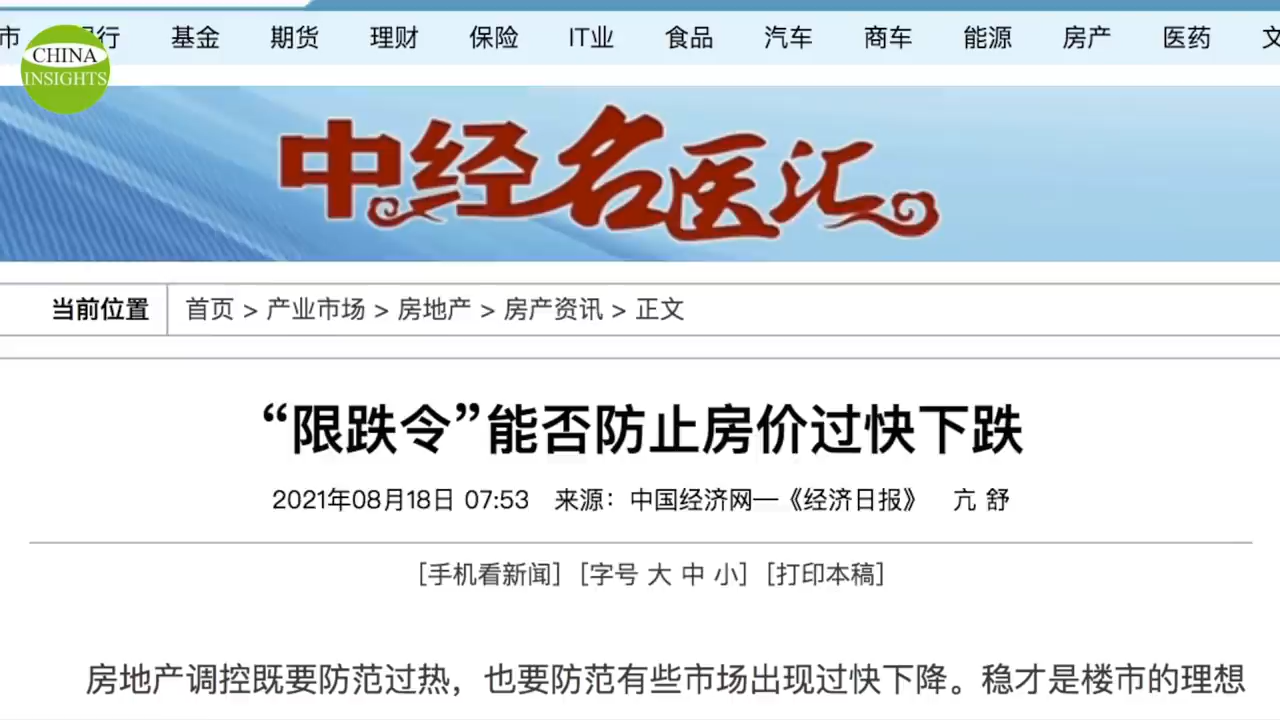 市 行 基金 期货 理财 保险 IT业 食品 汽车 商车 能源 房产 医药
CHINA
INSIGHTS
中经名医汇
当前位置 首页 > 产业市场 > 房地产 > 房产资讯 > 正文
“限跌令”能否防止房价过快下跌
2021年08月18日 07:53 来源：中国经济网—《经济日报》 亢 舒
[手机看新闻] [字号 大 中 小] [打印本稿]
房地产调控既要防范过热，也要防范有些市场出现过快下降。稳才是楼市的理想